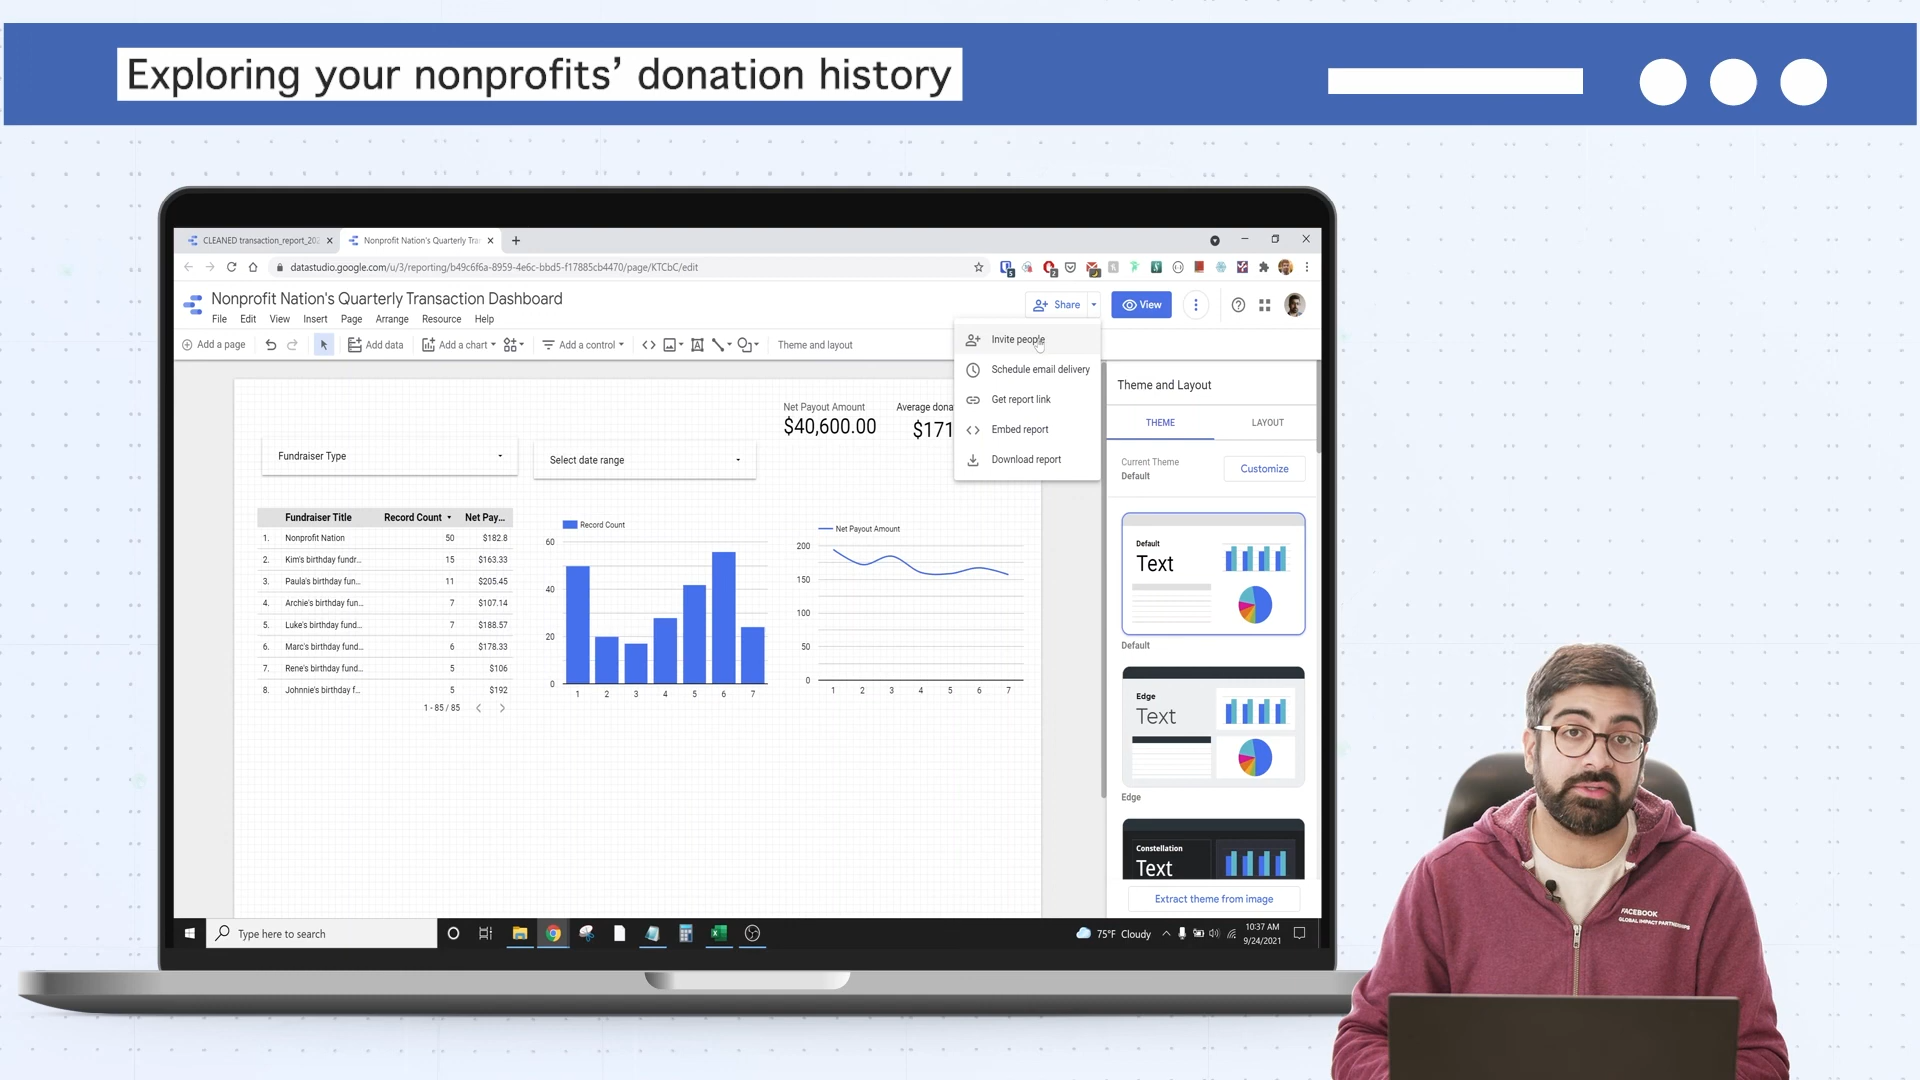 Exploring your nonprofits’ donation history
CLEANED transaction_report_202
Nonprofit Nation's Quarterly Tra
datastudio.google.com/u/3/reporting/b49c6f6a-8959-4e6c-bbd5-f17885cb4470/page/KTCbC/edit
Nonprofit Nation's Quarterly Transaction Dashboard
Share
View
File Edit View Insert Page Arrange Resource Help
Add a page Add data Add a chart Add a control Theme and layout
Invite people
Schedule email delivery
Get report link
Embed report
Download report
Net Payout Amount
$40,600.00
Average dona
$171
Fundraiser Type
Select date range
Fundraiser Title Record Count Net Pay...
1. Nonprofit Nation 50 $182.8
2. Kim's birthday fundr... 15 $163.33
3. Paula's birthday fun... 11 $205.45
4. Archie's birthday fun... 7 $107.14
5. Luke's birthday fund... 7 $188.57
6. Marc's birthday fund... 6 $178.33
7. Rene's birthday fund... 5 $106
8. Johnnie's birthday f... 5 $192
1 - 85 / 85
Record Count
60
40
20
0
1 2 3 4 5 6 7
Net Payout Amount
200
150
100
50
0
1 2 3 4 5 6 7
Theme and Layout
THEME LAYOUT
Current Theme
Default
Customize
Default
Text
Default
Edge
Text
Edge
Constellation
Text
Extract theme from image
Type here to search
75°F Cloudy
10:37 AM
9/24/2021
FACEBOOK
GLOBAL IMPACT PARTNERSHIPS